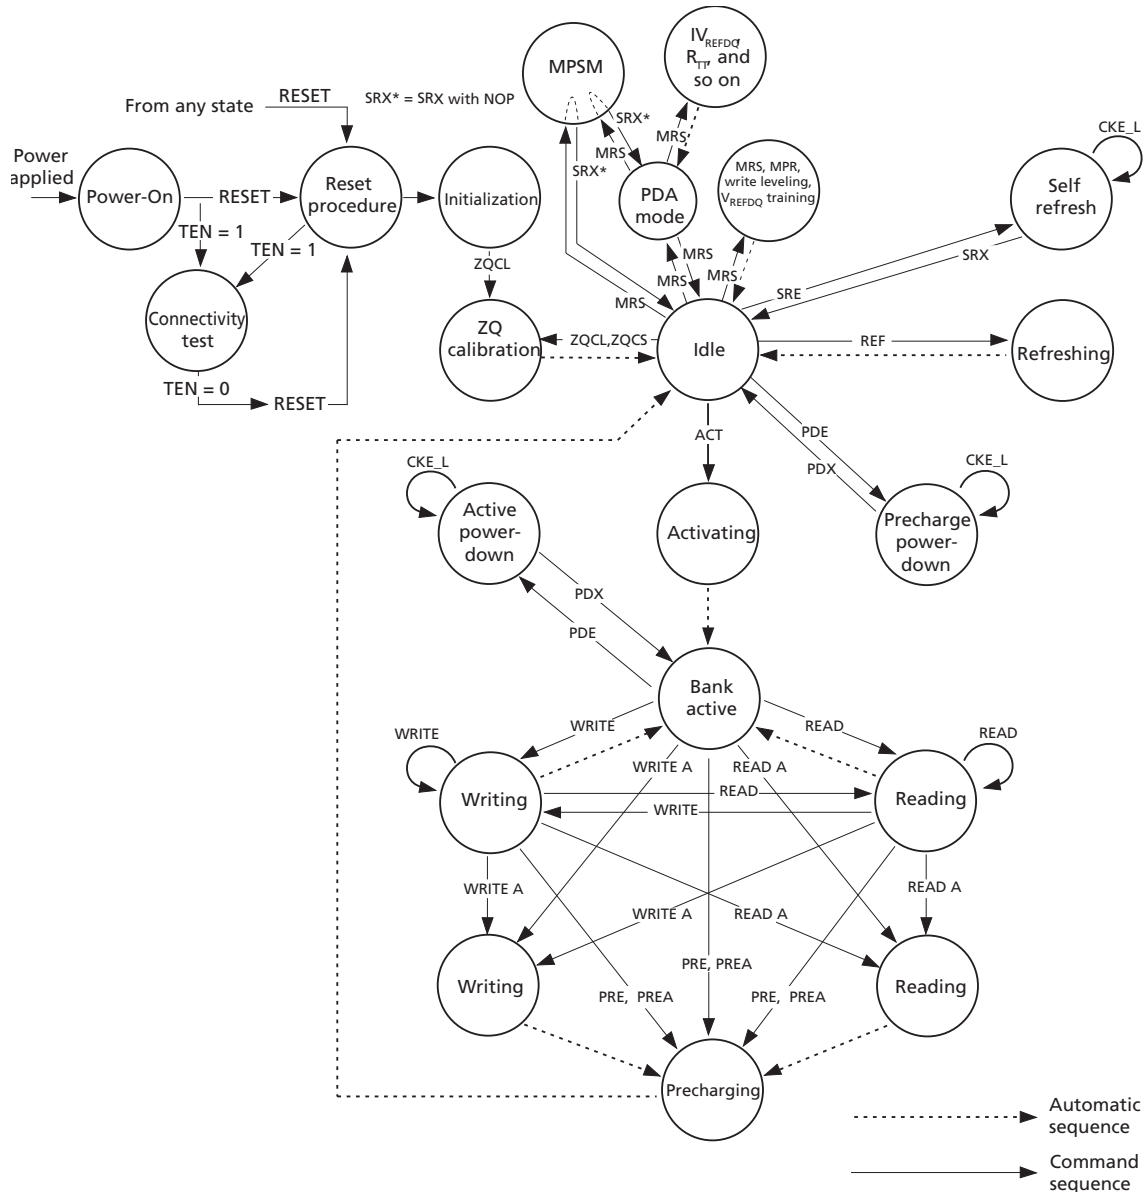 MPSM
IV REFDQ,
R TT, and
so on
From any state
RESET
SRX* = SRX with NOP
SRX*
MRS
MRS
CKE_L
Power
applied
Power-On
RESET
Reset
procedure
Initialization
SRX*
PDA
mode
MRS, MPR,
write leveling,
V REFDQ training
Self
refresh
TEN = 1
TEN = 1
ZQCL
MRS
MRS
MRS
MRS
SRE
SRX
Connectivity
test
ZQ
calibration
ZQCL,ZQCS
Idle
REF
Refreshing
TEN = 0
RESET
ACT
PDE
PDX
CKE_L
CKE_L
Active
power-
down
Activating
Precharge
power-
down
PDX
PDE
Bank
active
WRITE
READ
WRITE
READ
WRITE A
READ A
Writing
READ
WRITE
Reading
WRITE A
READ A
WRITE A
READ A
PRE, PREA
Writing
PRE, PREA
PRE, PREA
Reading
Precharging
Automatic
sequence
Command
sequence